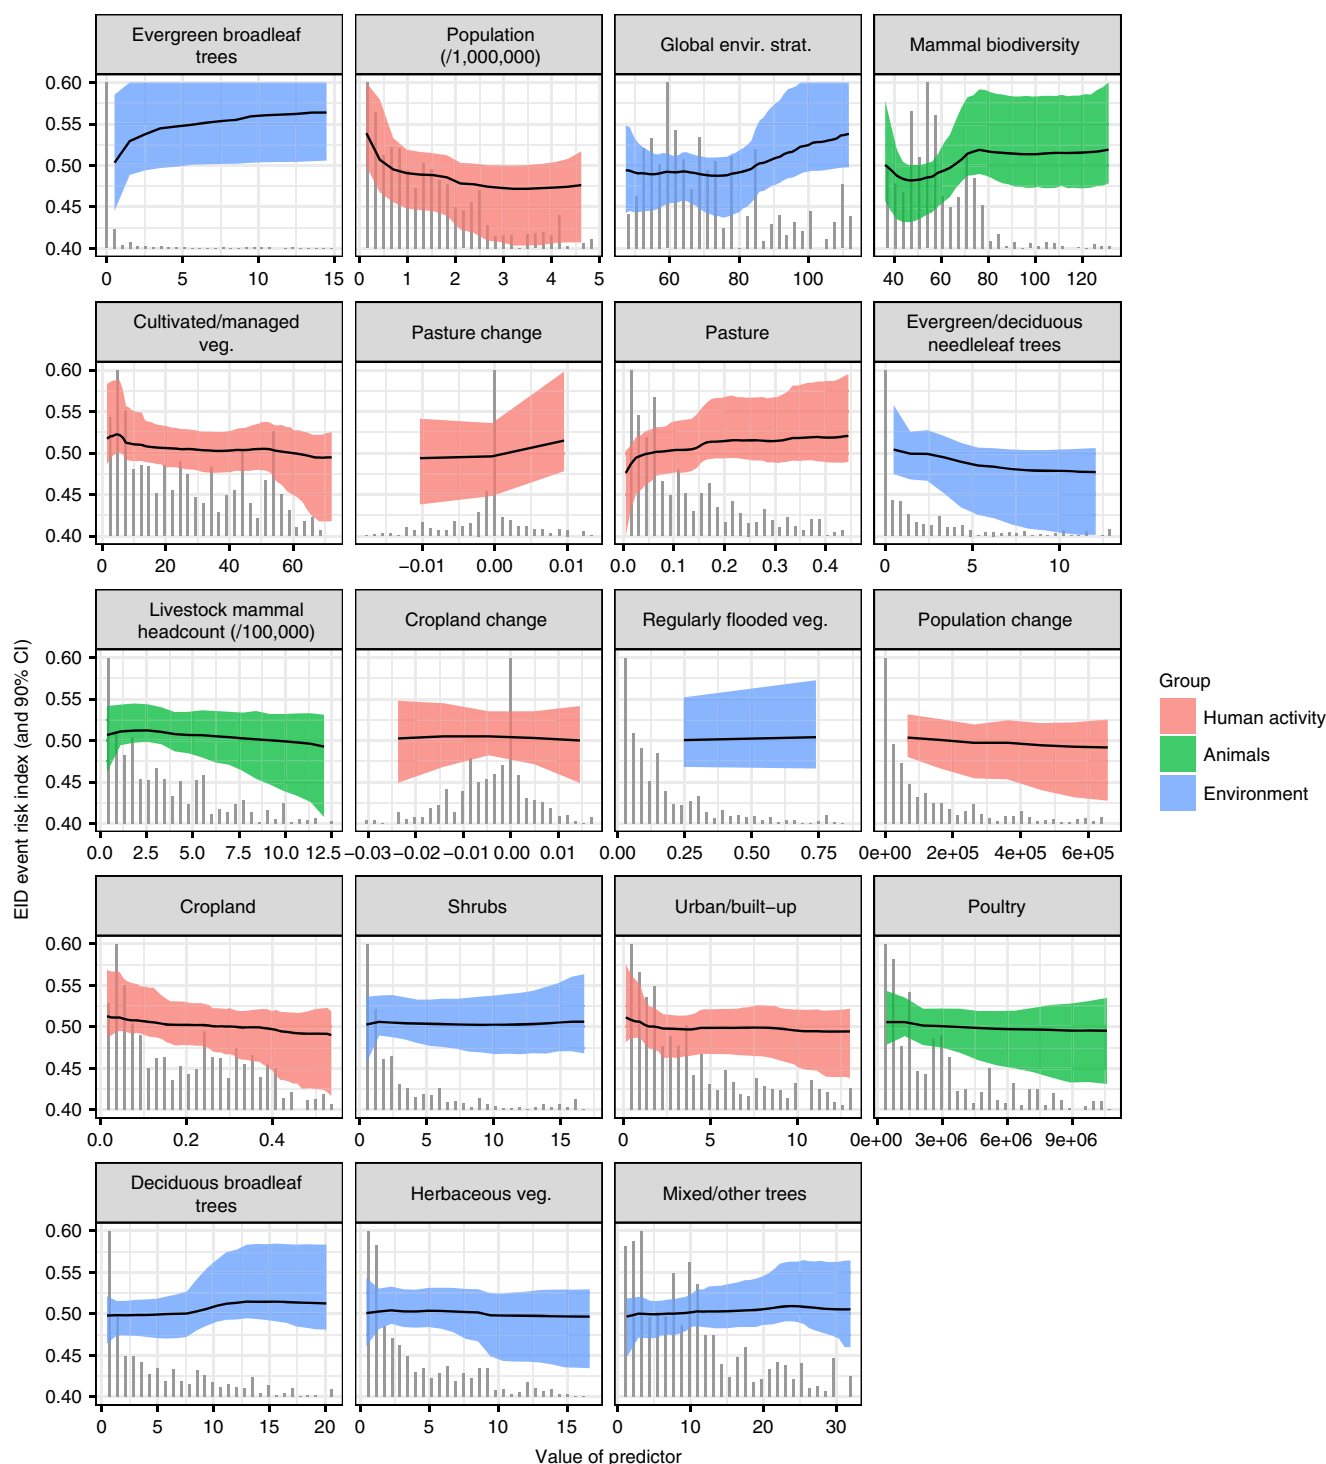 Evergreen broadleaf
trees
Population
(/1,000,000)
Global envir. strat.
Mammal biodiversity
0.60
0.55
0.50
0.45
0.40
0 5 10 15
0 1 2 3 4 5
60 80 100
40 60 80 100 120
Cultivated/managed
veg.
Pasture change
Pasture
Evergreen/deciduous
needleleaf trees
0.60
0.55
0.50
0.45
0.40
0 20 40 60
−0.01 0.00 0.01
0.0 0.1 0.2 0.3 0.4
0 5 10
Livestock mammal
headcount (/100,000)
Cropland change
Regularly flooded veg.
Population change
0.60
0.55
0.50
0.45
0.40
0.0 2.5 5.0 7.5 10.0 12.5
−0.03 −0.02 −0.01 0.00 0.01
0.00 0.25 0.50 0.75
0e+00 2e+05 4e+05 6e+05
EID event risk index (and 90% CI)
Group
Human activity
Animals
Environment
Cropland
Shrubs
Urban/built−up
Poultry
0.60
0.55
0.50
0.45
0.40
0.0 0.2 0.4
0 5 10 15
0 5 10
0e+00 3e+06 6e+06 9e+06
Deciduous broadleaf
trees
Herbaceous veg.
Mixed/other trees
0.60
0.55
0.50
0.45
0.40
0 5 10 15 20
0 5 10 15
0 10 20 30
Value of predictor